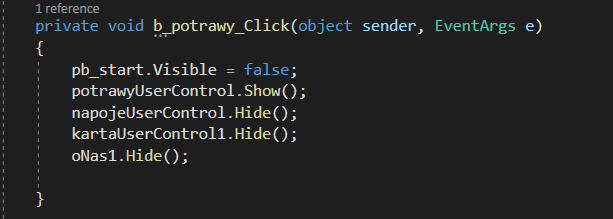 1 reference
private void b_potrawy_Click(object sender, EventArgs e)
{
pb_start.Visible = false;
potrawyUserControl.Show();
napojeUserControl.Hide();
kartaUserControl1.Hide();
oNas1.Hide();
}